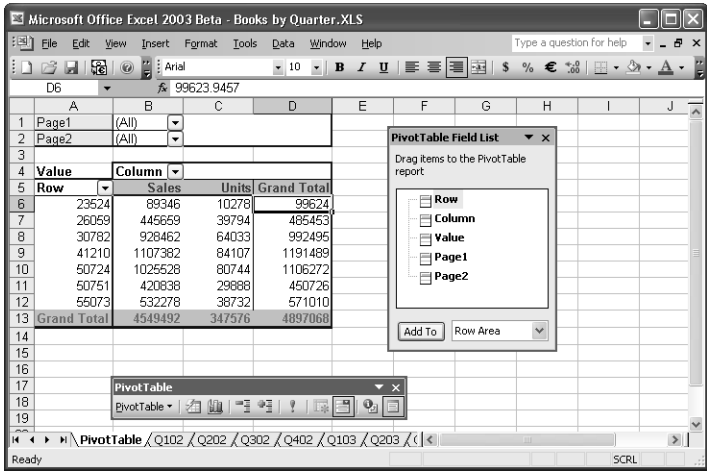 Microsoft Office Excel 2003 Beta - Books by Quarter.XLS
File Edit View Insert Format Tools Data Window Help Type a question for help
Arial 10 B I U $ % €
D6 fx 99623.9457
A B C D E F G H I J
1 Page1 (All)
2 Page2 (All)
3
4 Value Column
5 Row Sales Units Grand Total
6 23524 89346 10278 99624
7 26059 445659 39794 485453
8 30782 928462 64033 992495
9 41210 1107382 84107 1191489
10 50724 1025528 80744 1106272
11 50751 420838 29888 450726
12 55073 532278 38732 571010
13 Grand Total 4549492 347576 4897068
14
15
16
17
18
19
PivotTable Field List
Drag items to the PivotTable
report
Row
Column
Value
Page1
Page2
Add To Row Area
PivotTable
PivotTable
PivotTable Q102 Q202 Q302 Q402 Q103 Q203
Ready SCRL